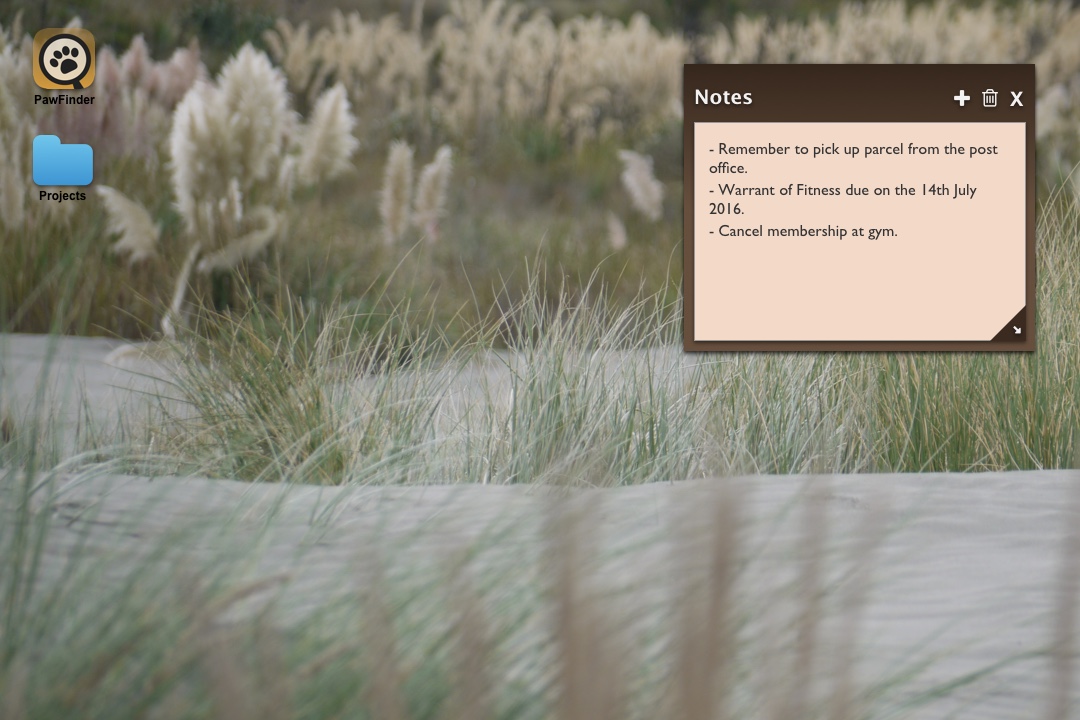 PawFinder
Projects
Notes
X
- Remember to pick up parcel from the post
office.
- Warrant of Fitness due on the 14th July
2016.
- Cancel membership at gym.